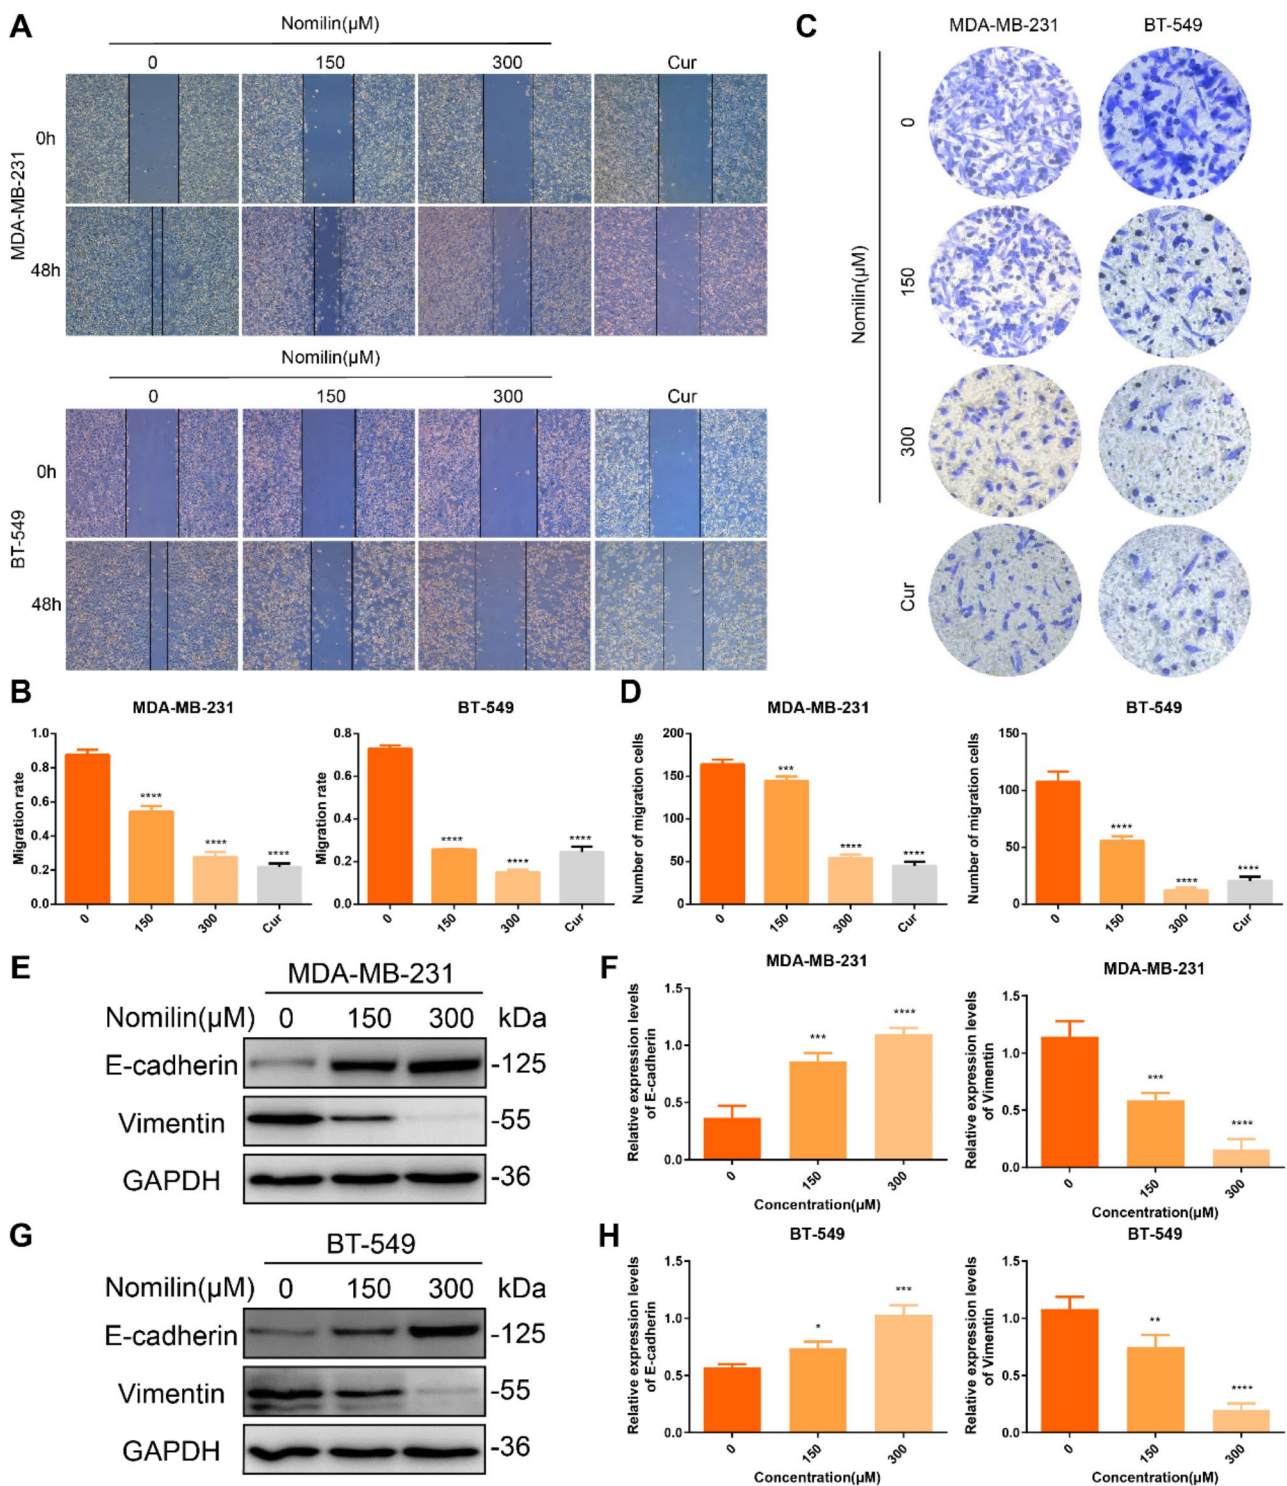 A
Nomilin(µM)
0 150 300 Cur
0h
MDA-MB-231
48h
Nomilin(µM)
0 150 300 Cur
0h
BT-549
48h
C
MDA-MB-231 BT-549
Nomilin(µM)
0
150
300
Cur
B
MDA-MB-231
Migration rate
1.0
0.8
0.6
0.4
0.2
0.0
**** **** ****
0 150 300 Cur
BT-549
Migration rate
0.8
0.6
0.4
0.2
0.0
**** **** ****
0 150 300 Cur
D
MDA-MB-231
Number of migration cells
200
150
100
50
0
*** **** ****
0 150 300 Cur
BT-549
Number of migration cells
150
100
50
0
**** **** ****
0 150 300 Cur
E
MDA-MB-231
Nomilin(µM) 0 150 300 kDa
E-cadherin -125
Vimentin -55
GAPDH -36
F
MDA-MB-231
Relative expression levels
of E-cadherin
1.5
1.0
0.5
0.0
*** ****
0 150 300
Concentration(µM)
MDA-MB-231
Relative expression levels
of Vimentin
1.5
1.0
0.5
0.0
*** ****
0 150 300
Concentration(µM)
G
BT-549
Nomilin(µM) 0 150 300 kDa
E-cadherin -125
Vimentin -55
GAPDH -36
H
BT-549
Relative expression levels
of E-cadherin
1.5
1.0
0.5
0.0
* ***
0 150 300
Concentration(µM)
BT-549
Relative expression levels
of Vimentin
1.5
1.0
0.5
0.0
** ****
0 150 300
Concentration(µM)